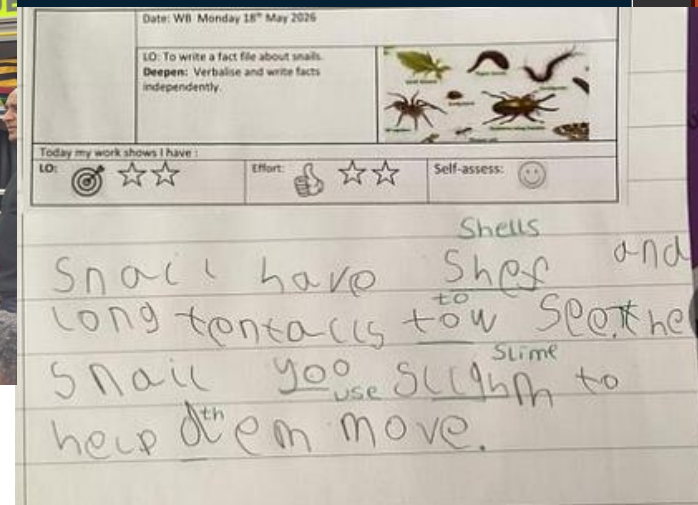 Date: WB Monday 18th May 2026
LO: To write a fact file about snails.
Deepen: Verbalise and write facts
independently.
Today my work shows I have :
LO:
Effort:
Self-assess:
Shells
Snail have Shef and
to
long tentacls tow see.the
Slime
Snail yoo slighm to
use
th
help dem move.